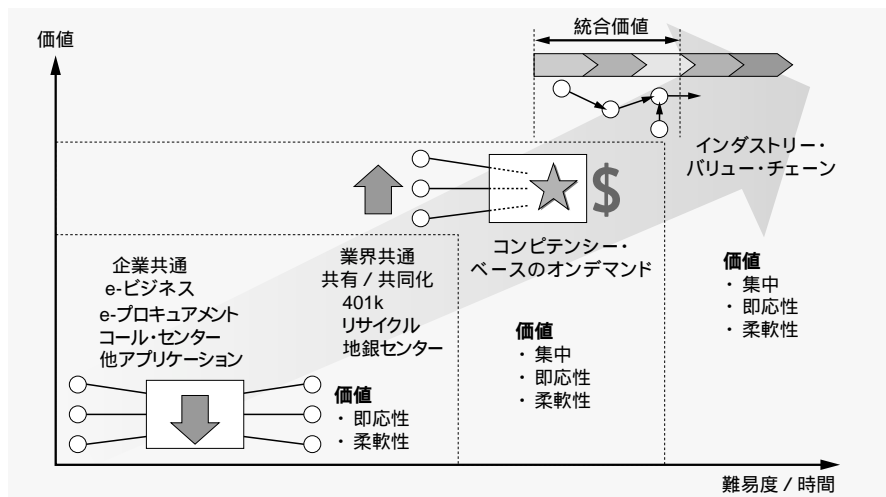 価値
統合価値
インダストリー・
バリュー・チェーン
$
コンピテンシー・
ベースのオンデマンド
企業共通
e-ビジネス
e-プロキュアメント
コール・センター
他アプリケーション
業界共通
共有 / 共同化
401k
リサイクル
地銀センター
価値
・ 即応性
・ 柔軟性
価値
・ 集中
・ 即応性
・ 柔軟性
価値
・ 集中
・ 即応性
・ 柔軟性
難易度 / 時間